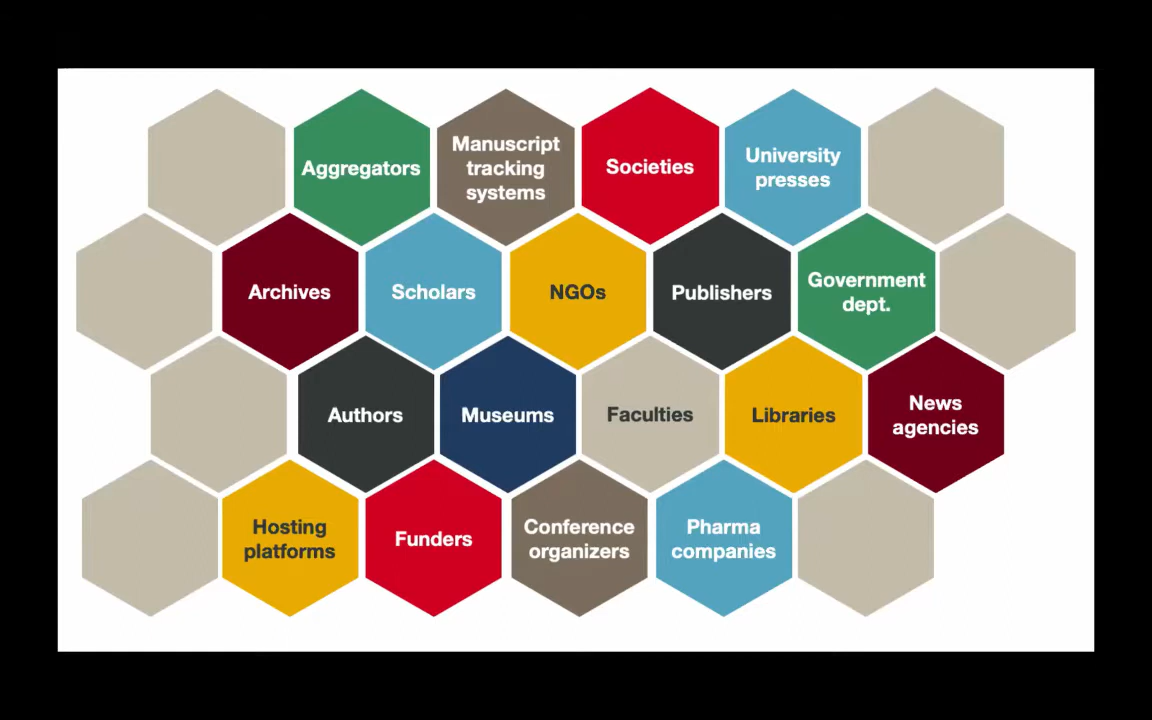 Aggregators
Manuscript
tracking
systems
Societies
University
presses
Archives
Scholars
NGOs
Publishers
Government
dept.
Authors
Museums
Faculties
Libraries
News
agencies
Hosting
platforms
Funders
Conference
organizers
Pharma
companies